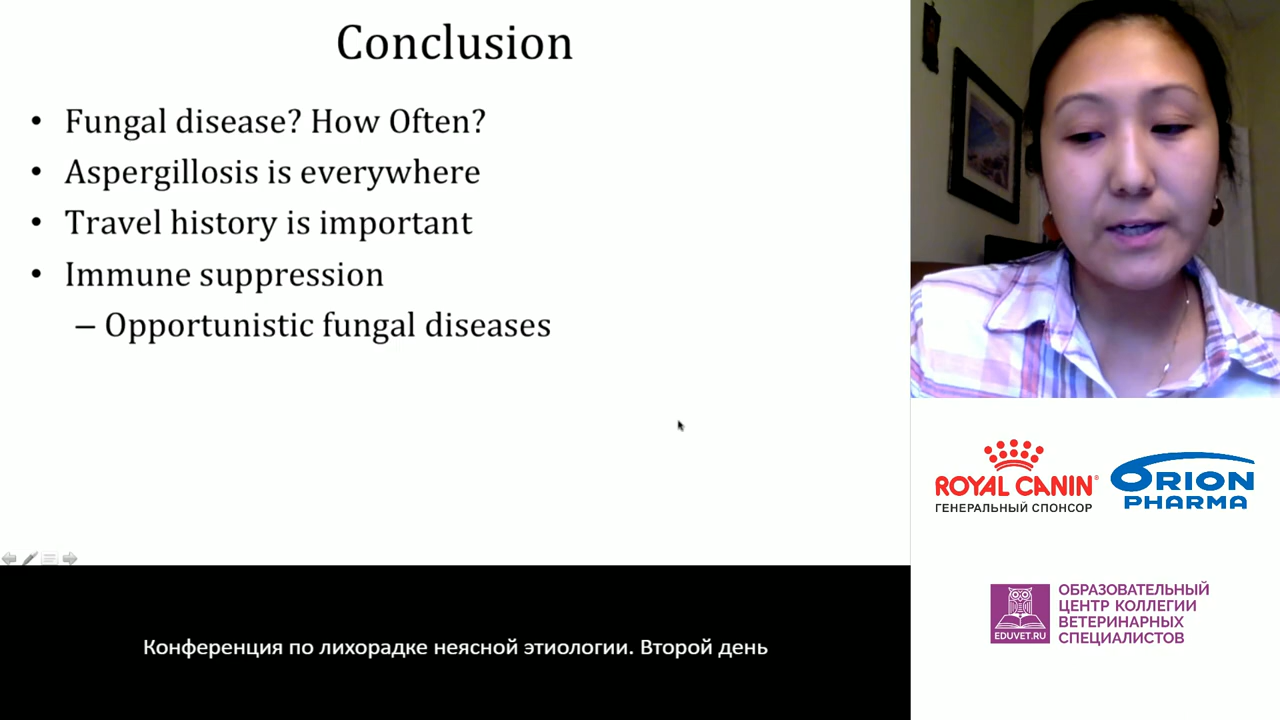 Conclusion
• Fungal disease? How Often?
• Aspergillosis is everywhere
• Travel history is important
• Immune suppression
– Opportunistic fungal diseases
ROYAL CANIN®
ГЕНЕРАЛЬНЫЙ СПОНСОР
ORION
PHARMA
EDUVET.RU
ОБРАЗОВАТЕЛЬНЫЙ
ЦЕНТР КОЛЛЕГИИ
ВЕТЕРИНАРНЫХ
СПЕЦИАЛИСТОВ
Конференция по лихорадке неясной этиологии. Второй день